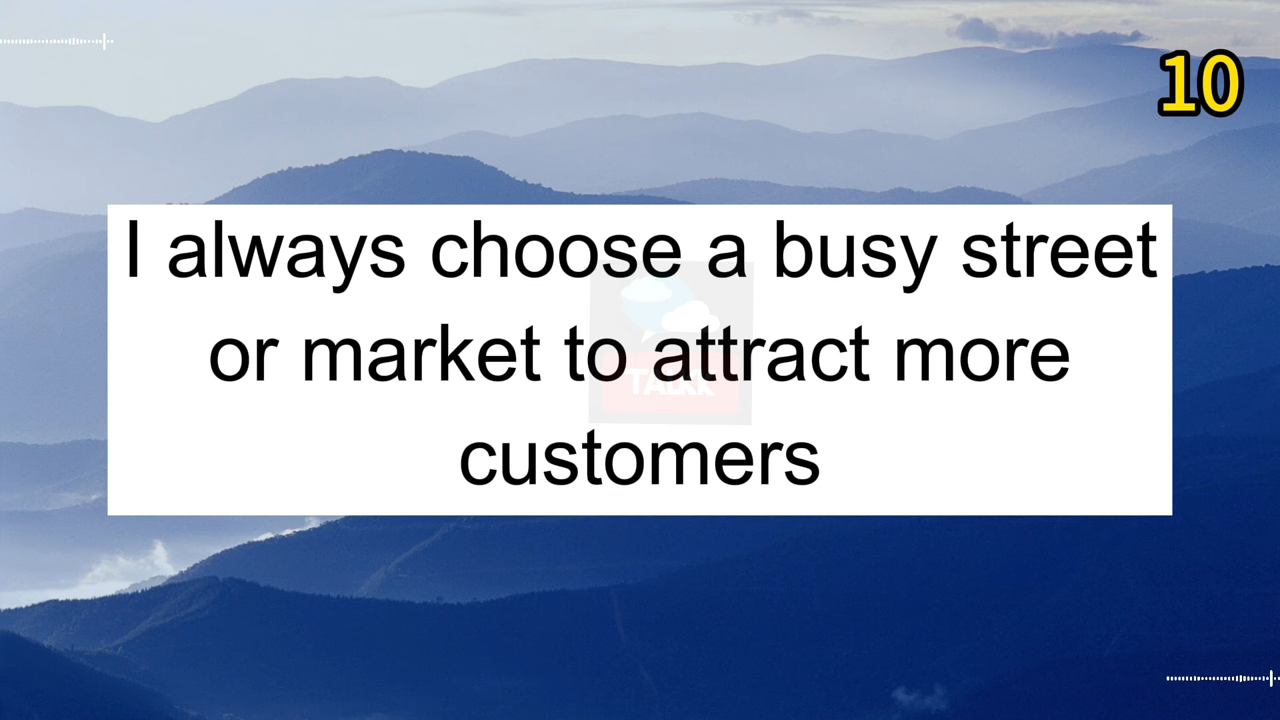 10
I always choose a busy street
or market to attract more
customers